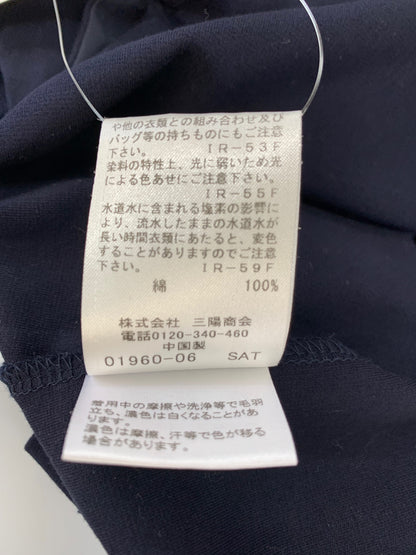 や他の衣類との組み合わせ及び
バッグ等の持ちものにもご注意
下さい。 IR-53F
染料の特性上、光に弱いため光
による色あせにご注意下さい。
IR-55F
水道水に含まれる塩素の影響に
より、流水したままの水道水が
長い時間衣類にあたると、変色
することがありますのでご注意
下さい。 IR-59F
綿 100%
株式会社 三陽商会
電話0120-340-460
中国製
01960-06 SAT
着用中の摩擦や洗浄等で毛羽
立ち、濃色は白くなることがあ
ります。
濃色は摩擦、汗等で色が移る
場合があります。